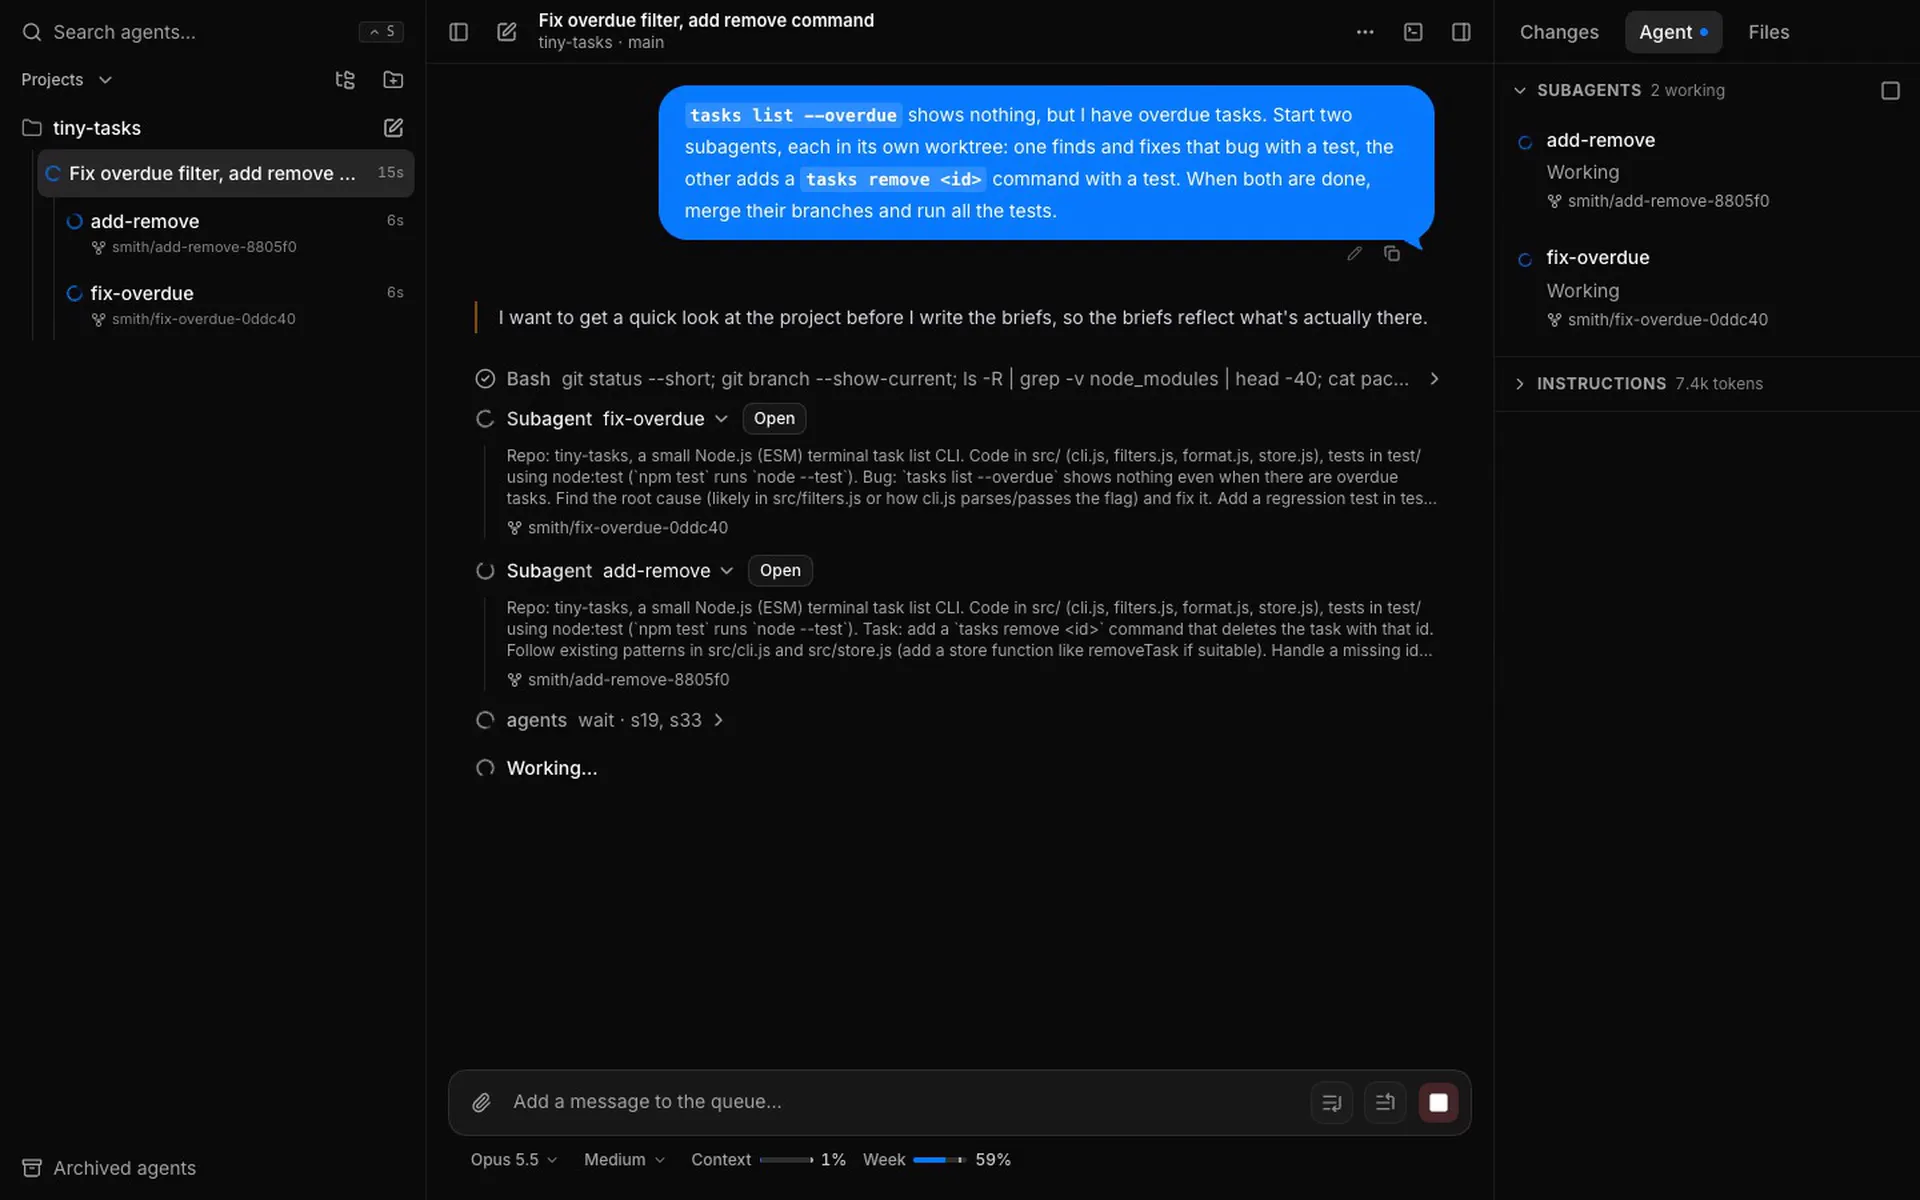 Search agents...
S
Projects
tiny-tasks
Fix overdue filter, add remove ...
15s
add-remove
6s
smith/add-remove-8805f0
fix-overdue
6s
smith/fix-overdue-0ddc40
Archived agents
Fix overdue filter, add remove command
tiny-tasks · main
tasks list --overdue shows nothing, but I have overdue tasks. Start two
subagents, each in its own worktree: one finds and fixes that bug with a test, the
other adds a tasks remove <id> command with a test. When both are done,
merge their branches and run all the tests.
I want to get a quick look at the project before I write the briefs, so the briefs reflect what's actually there.
Bash git status --short; git branch --show-current; ls -R | grep -v node_modules | head -40; cat pac...
Subagent fix-overdue Open
Repo: tiny-tasks, a small Node.js (ESM) terminal task list CLI. Code in src/ (cli.js, filters.js, format.js, store.js), tests in test/
using node:test (`npm test` runs `node --test`). Bug: `tasks list --overdue` shows nothing even when there are overdue
tasks. Find the root cause (likely in src/filters.js or how cli.js parses/passes the flag) and fix it. Add a regression test in tes...
smith/fix-overdue-0ddc40
Subagent add-remove Open
Repo: tiny-tasks, a small Node.js (ESM) terminal task list CLI. Code in src/ (cli.js, filters.js, format.js, store.js), tests in test/
using node:test (`npm test` runs `node --test`). Task: add a `tasks remove <id>` command that deletes the task with that id.
Follow existing patterns in src/cli.js and src/store.js (add a store function like removeTask if suitable). Handle a missing id...
smith/add-remove-8805f0
agents wait · s19, s33
Working...
Add a message to the queue...
Opus 5.5 Medium Context 1% Week 59%
Changes Agent Files
SUBAGENTS 2 working
add-remove
Working
smith/add-remove-8805f0
fix-overdue
Working
smith/fix-overdue-0ddc40
INSTRUCTIONS 7.4k tokens